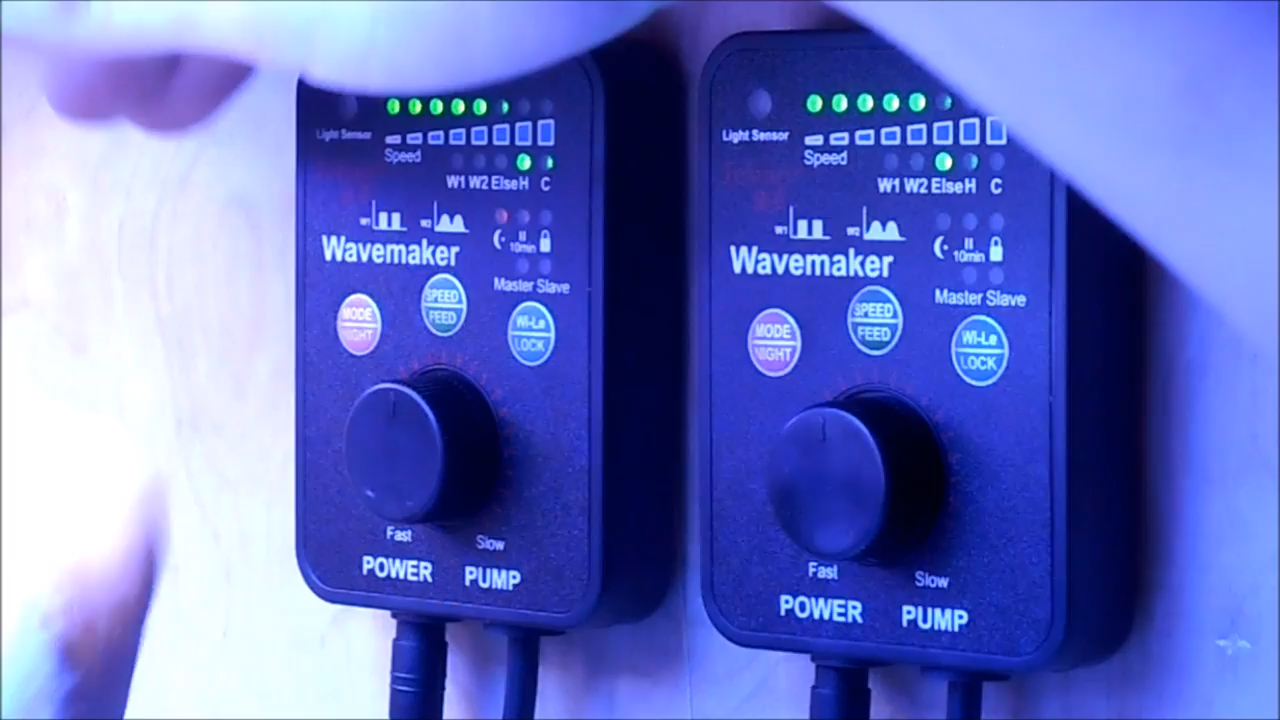 Light Sensor
Speed
W1 W2 Else H C
W1 W2
10min
Wavemaker
Master Slave
MODE
NIGHT
SPEED
FEED
Wi-Le
LOCK
Fast Slow
POWER PUMP
Light Sensor
Speed
W1 W2 Else H C
W1 W2
10min
Wavemaker
Master Slave
MODE
NIGHT
SPEED
FEED
Wi-Le
LOCK
Fast Slow
POWER PUMP